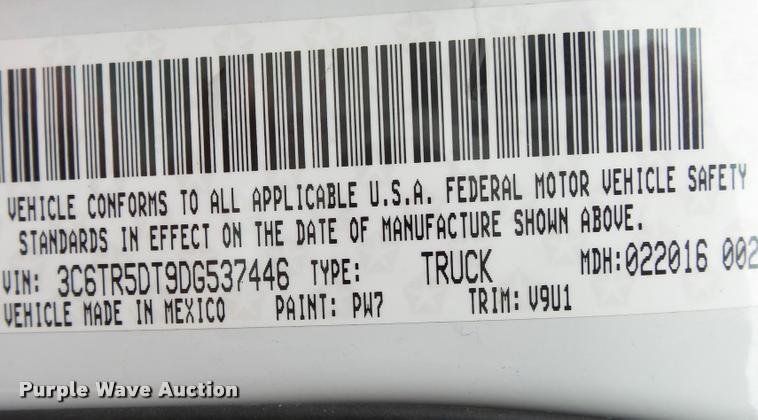 VEHICLE CONFORMS TO ALL APPLICABLE U.S.A. FEDERAL MOTOR VEHICLE SAFETY
STANDARDS IN EFFECT ON THE DATE OF MANUFACTURE SHOWN ABOVE.
VIN: 3C6TR5DT9DG537446 TYPE: TRUCK MDH:022016 002
VEHICLE MADE IN MEXICO PAINT: PW7 TRIM: V9U1
Purple Wave Auction